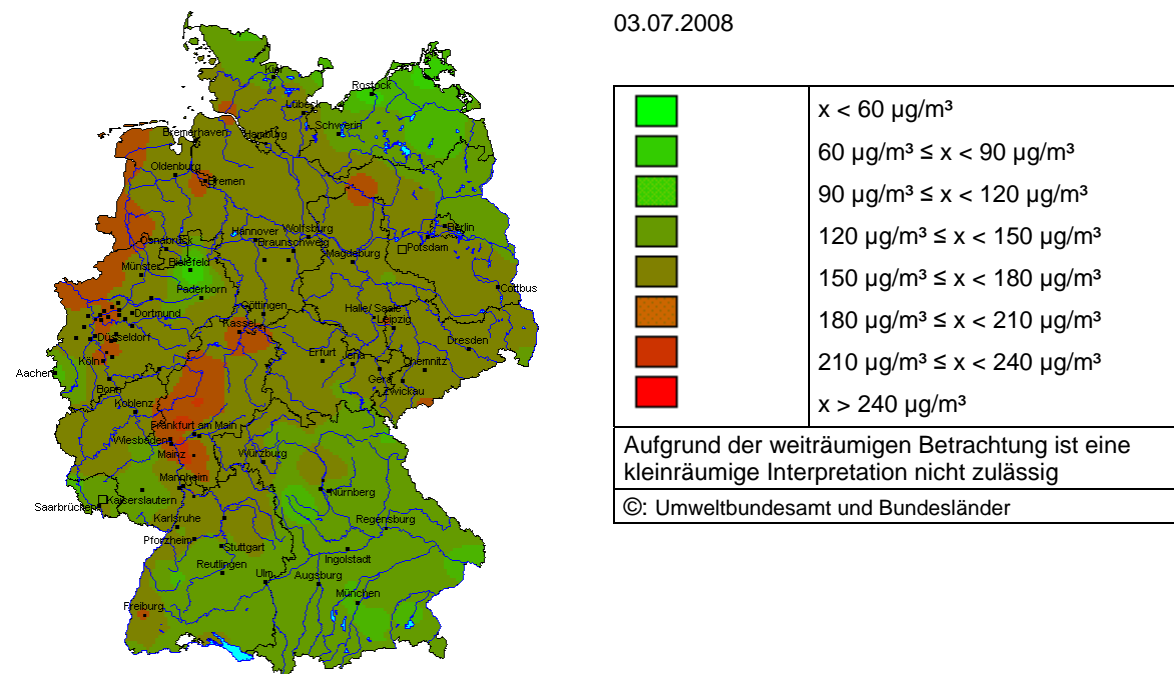 03.07.2008
x < 60 µg/m³
60 µg/m³ ≤ x < 90 µg/m³
90 µg/m³ ≤ x < 120 µg/m³
120 µg/m³ ≤ x < 150 µg/m³
150 µg/m³ ≤ x < 180 µg/m³
180 µg/m³ ≤ x < 210 µg/m³
210 µg/m³ ≤ x < 240 µg/m³
x > 240 µg/m³
Aufgrund der weiträumigen Betrachtung ist eine
kleinräumige Interpretation nicht zulässig
©: Umweltbundesamt und Bundesländer
Kiel
Rostock
Lübeck
Schwerin
Bremerhaven
Hamburg
Oldenburg
Bremen
Berlin
Hannover
Wolfsburg
Braunschweig
Potsdam
Osnabrück
Magdeburg
Münster
Bielefeld
Cottbus
Paderborn
Göttingen
Halle/ Saale
Dortmund
Leipzig
Kassel
Düsseldorf
Dresden
Köln
Erfurt
Jena
Chemnitz
Aachen
Gera
Zwickau
Bonn
Koblenz
Frankfurt am Main
Wiesbaden
Mainz
Würzburg
Mannheim
Nürnberg
Kaiserslautern
Saarbrücken
Karlsruhe
Regensburg
Pforzheim
Stuttgart
Ingolstadt
Reutlingen
Ulm
Augsburg
München
Freiburg